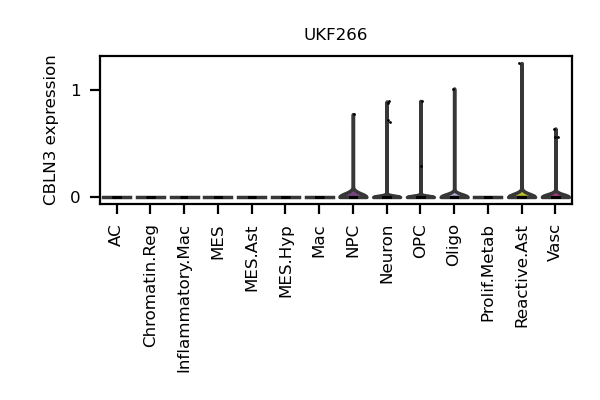 UKF266
CBLN3 expression
1
0
AC
Chromatin.Reg
Inflammatory.Mac
MES
MES.Ast
MES.Hyp
Mac
NPC
Neuron
OPC
Oligo
Prolif.Metab
Reactive.Ast
Vasc